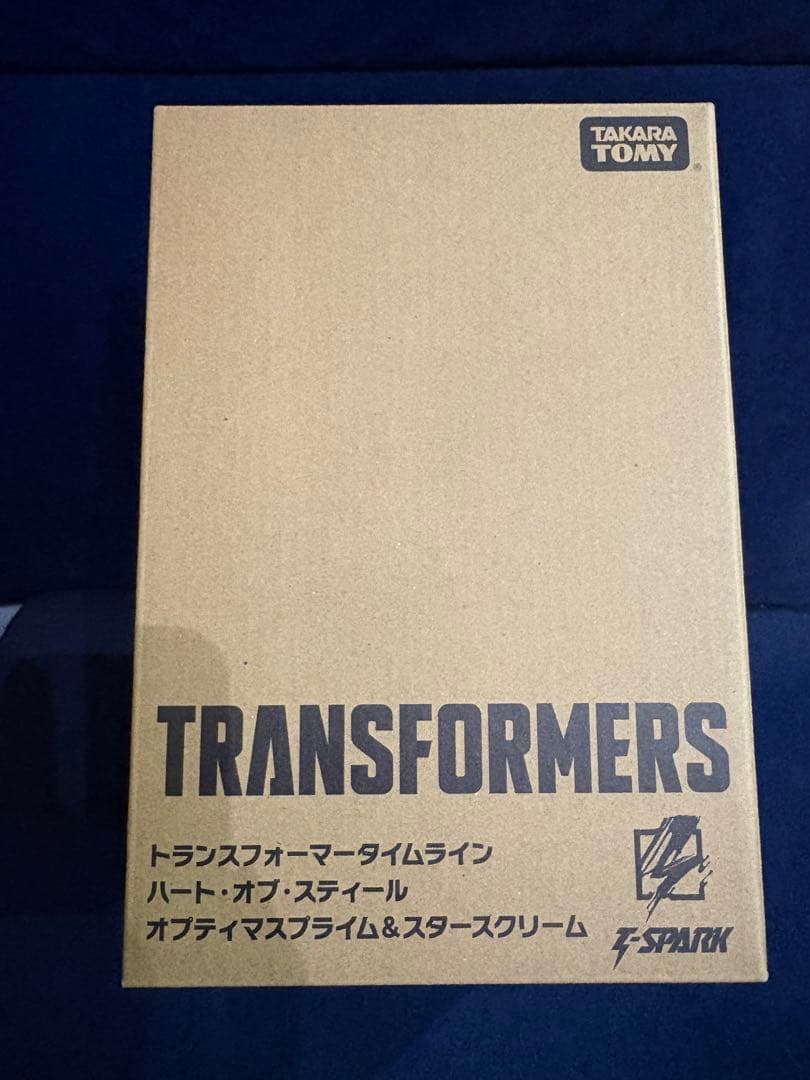 TAKARA
TOMY
TRANSFORMERS
トランスフォーマータイムライン
ハート・オブ・スティール
オプティマスプライム&スタースクリーム
T-SPARK